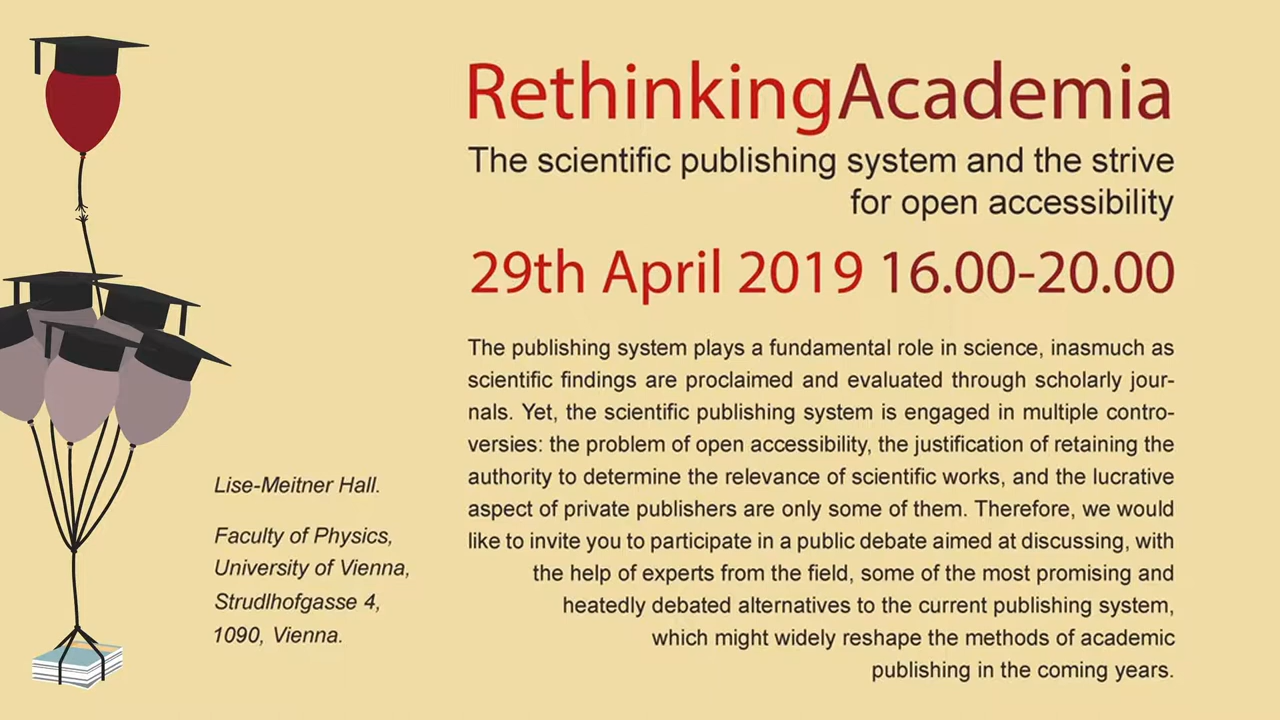 RethinkingAcademia
The scientific publishing system and the strive
for open accessibility
29th April 2019 16.00-20.00
The publishing system plays a fundamental role in science, inasmuch as
scientific findings are proclaimed and evaluated through scholarly jour-
nals. Yet, the scientific publishing system is engaged in multiple contro-
versies: the problem of open accessibility, the justification of retaining the
authority to determine the relevance of scientific works, and the lucrative
aspect of private publishers are only some of them. Therefore, we would
like to invite you to participate in a public debate aimed at discussing, with
the help of experts from the field, some of the most promising and
heatedly debated alternatives to the current publishing system,
which might widely reshape the methods of academic
publishing in the coming years.
Lise-Meitner Hall.
Faculty of Physics,
University of Vienna,
Strudlhofgasse 4,
1090, Vienna.